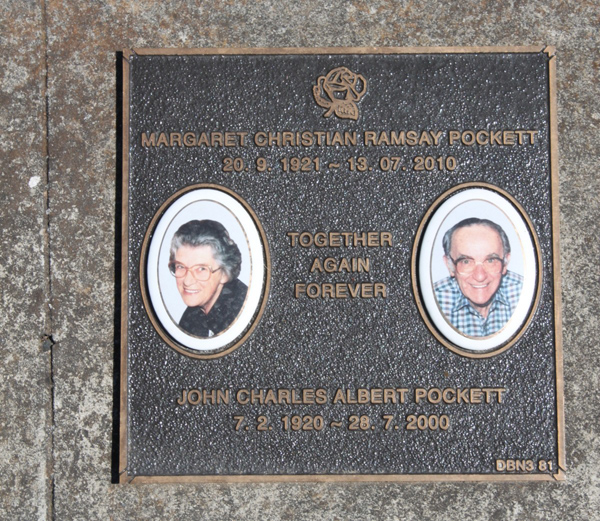 MARGARET CHRISTIAN RAMSAY POCKETT
20. 9. 1921 ~ 13. 07. 2010
TOGETHER
AGAIN
FOREVER
JOHN CHARLES ALBERT POCKETT
7. 2. 1920 ~ 28. 7. 2000
DBN3 81